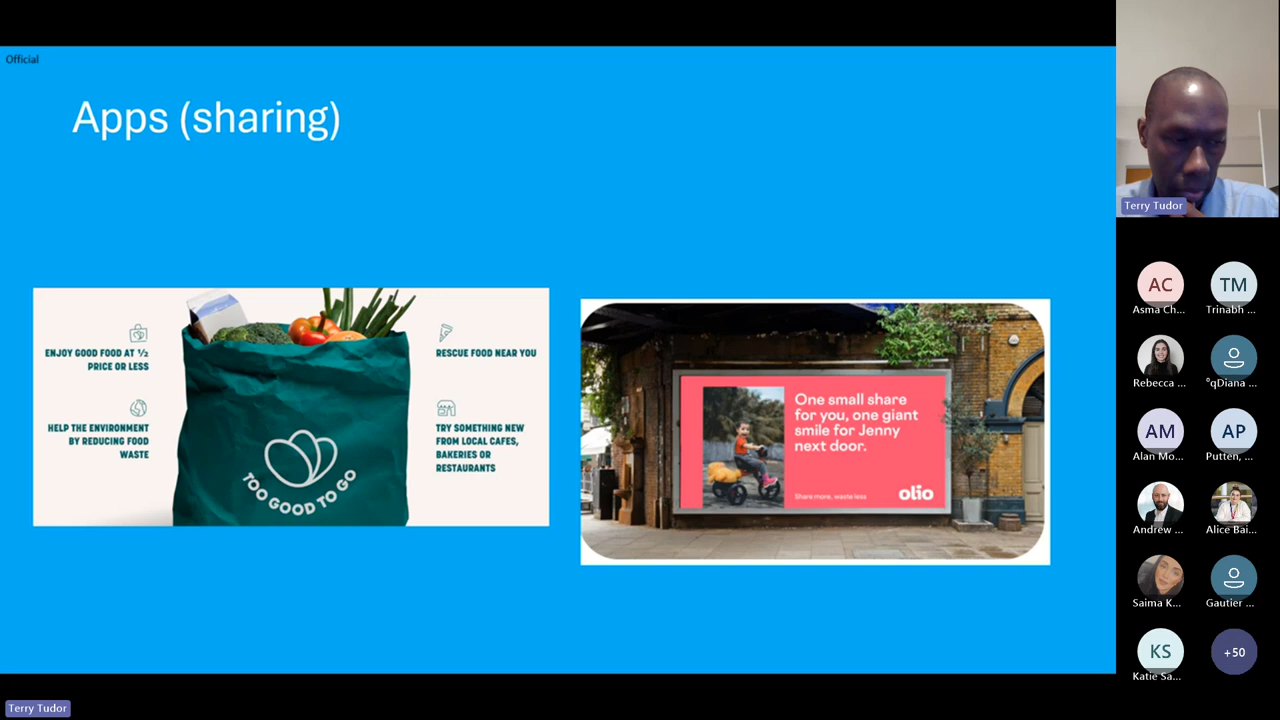 Official
Apps (sharing)
ENJOY GOOD FOOD AT ½
PRICE OR LESS
HELP THE ENVIRONMENT
BY REDUCING FOOD
WASTE
TOO GOOD TO GO
RESCUE FOOD NEAR YOU
TRY SOMETHING NEW
FROM LOCAL CAFES,
BAKERIES OR
RESTAURANTS
One small share
for you, one giant
smile for Jenny
next door.
Share more, waste less
olio
Terry Tudor
AC
TM
Asma Ch...
Trinabh ...
Rebecca ...
°qDiana ...
AM
AP
Alan Mo...
Putten, ...
Andrew ...
Alice Bai...
Saima K...
Gautier ...
KS
+50
Katie Sa...
Terry Tudor